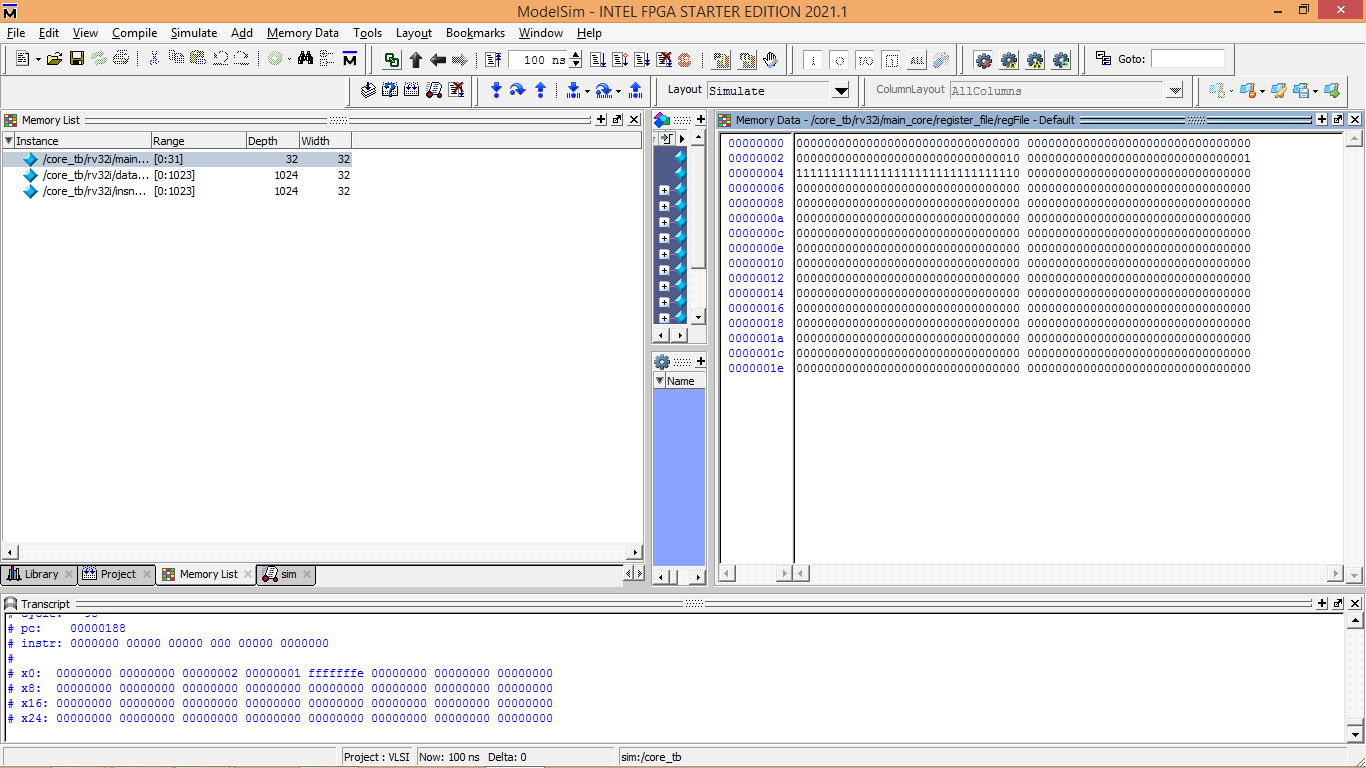 ModelSim - INTEL FPGA STARTER EDITION 2021.1
File Edit View Compile Simulate Add Memory Data Tools Layout Bookmarks Window Help
100 ns
ALL
Goto:
Layout Simulate
ColumnLayout AllColumns
Memory List
Instance Range Depth Width
/core_tb/rv32i/main... [0:31] 32 32
/core_tb/rv32i/data... [0:1023] 1024 32
/core_tb/rv32i/insn... [0:1023] 1024 32
Library Project Memory List sim
Name
Memory Data - /core_tb/rv32i/main_core/register_file/regFile - Default
00000000 00000000000000000000000000000000 00000000000000000000000000000000
00000002 00000000000000000000000000000010 00000000000000000000000000000001
00000004 11111111111111111111111111111110 00000000000000000000000000000000
00000006 00000000000000000000000000000000 00000000000000000000000000000000
00000008 00000000000000000000000000000000 00000000000000000000000000000000
0000000a 00000000000000000000000000000000 00000000000000000000000000000000
0000000c 00000000000000000000000000000000 00000000000000000000000000000000
0000000e 00000000000000000000000000000000 00000000000000000000000000000000
00000010 00000000000000000000000000000000 00000000000000000000000000000000
00000012 00000000000000000000000000000000 00000000000000000000000000000000
00000014 00000000000000000000000000000000 00000000000000000000000000000000
00000016 00000000000000000000000000000000 00000000000000000000000000000000
00000018 00000000000000000000000000000000 00000000000000000000000000000000
0000001a 00000000000000000000000000000000 00000000000000000000000000000000
0000001c 00000000000000000000000000000000 00000000000000000000000000000000
0000001e 00000000000000000000000000000000 00000000000000000000000000000000
Transcript
# pc: 00000188
# instr: 0000000 00000 00000 000 00000 0000000
#
# x0: 00000000 00000000 00000002 00000001 fffffffe 00000000 00000000 00000000
# x8: 00000000 00000000 00000000 00000000 00000000 00000000 00000000 00000000
# x16: 00000000 00000000 00000000 00000000 00000000 00000000 00000000 00000000
# x24: 00000000 00000000 00000000 00000000 00000000 00000000 00000000 00000000
Project : VLSI Now: 100 ns Delta: 0 sim:/core_tb